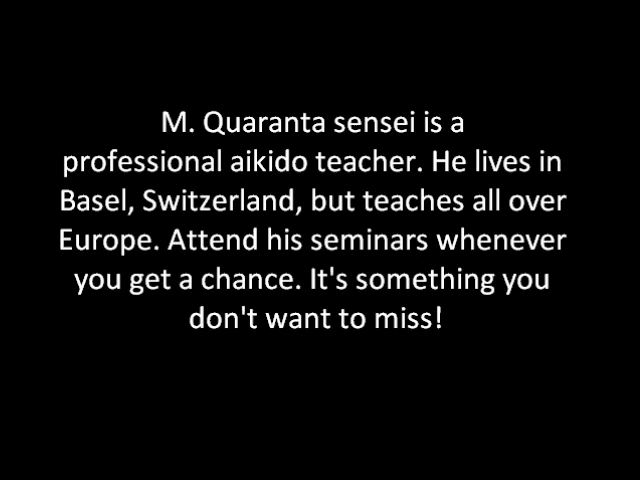 M. Quaranta sensei is a
professional aikido teacher. He lives in
Basel, Switzerland, but teaches all over
Europe. Attend his seminars whenever
you get a chance. It's something you
don't want to miss!